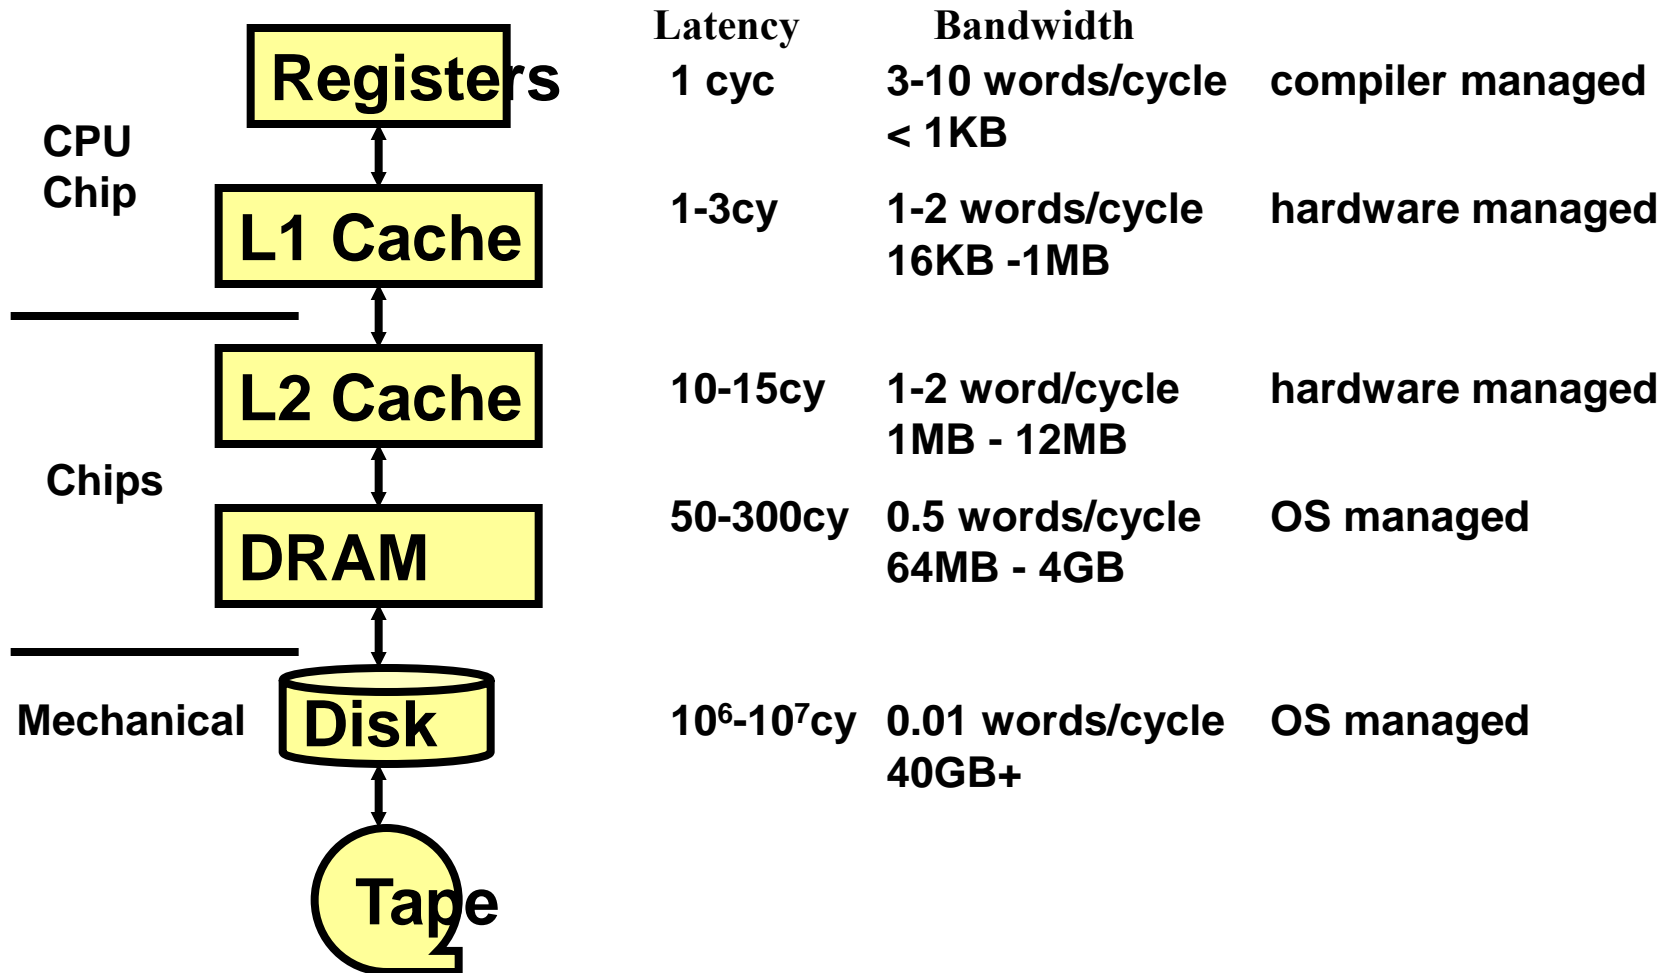 Latency Bandwidth
Registers 1 cyc 3-10 words/cycle compiler managed
< 1KB
CPU
Chip
L1 Cache 1-3cy 1-2 words/cycle hardware managed
16KB -1MB
L2 Cache 10-15cy 1-2 word/cycle hardware managed
1MB - 12MB
Chips
DRAM 50-300cy 0.5 words/cycle OS managed
64MB - 4GB
Mechanical Disk 10⁶-10⁷cy 0.01 words/cycle OS managed
40GB+
Tape